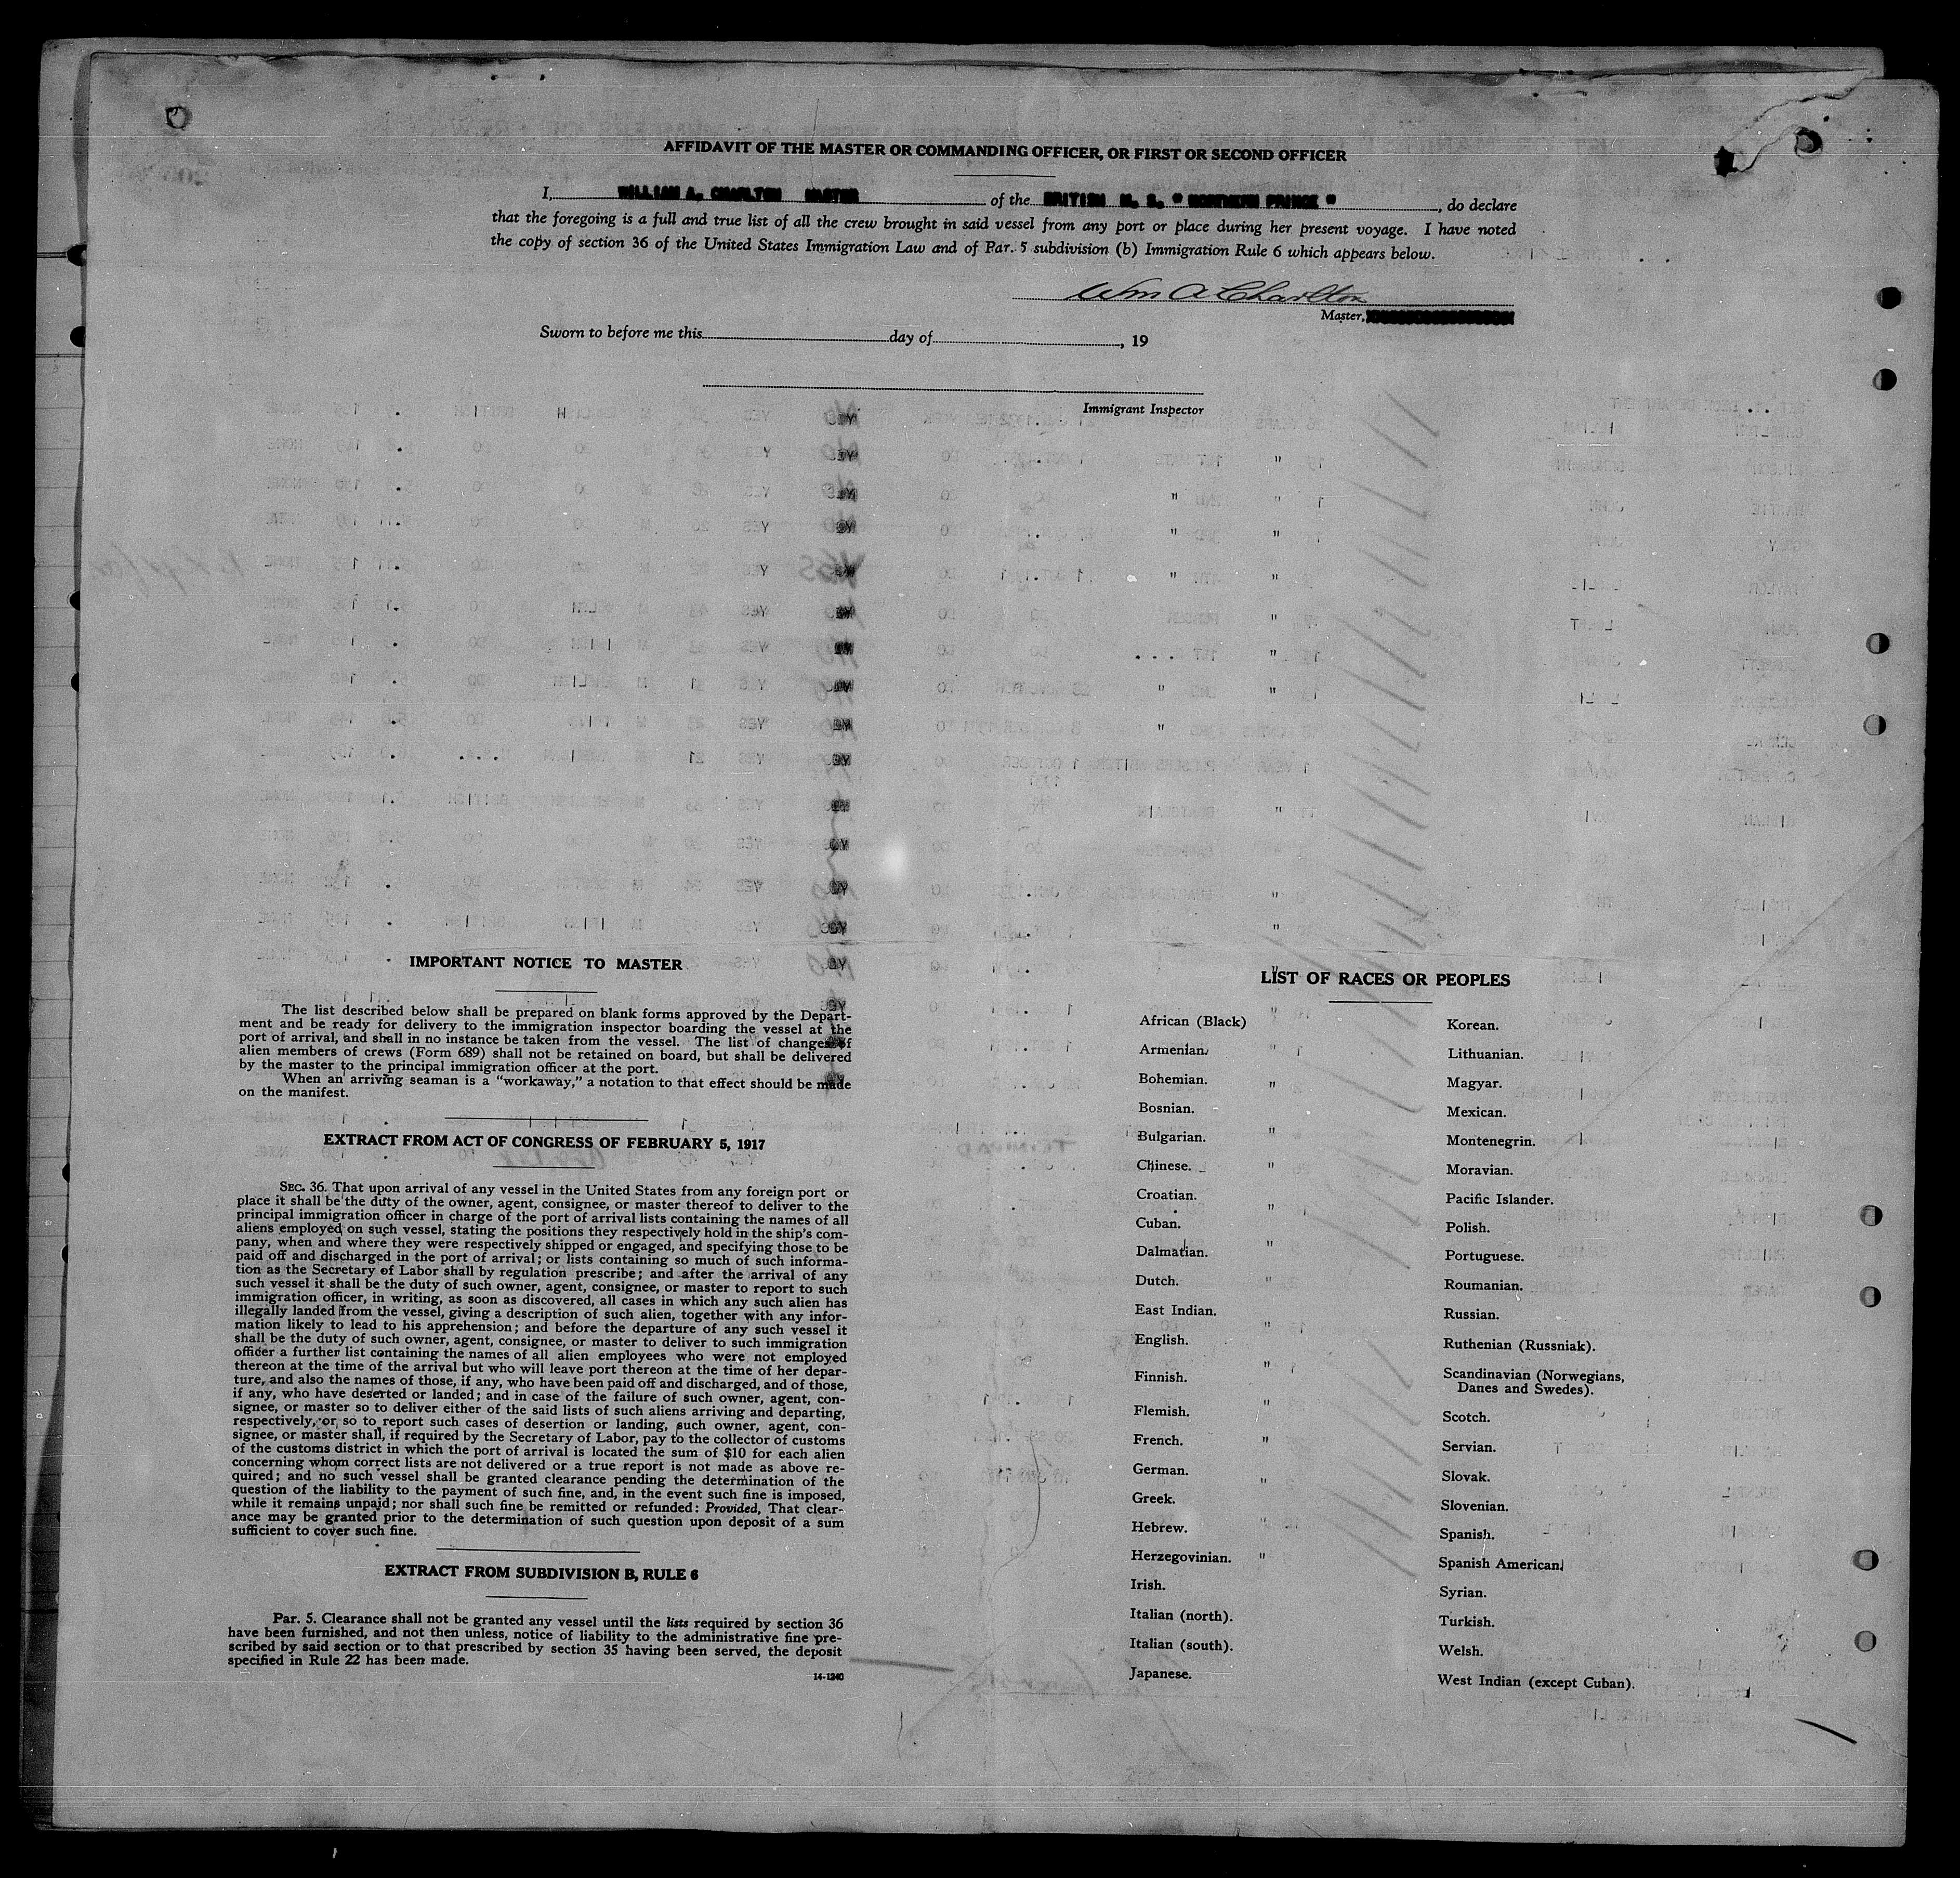 AFFIDAVIT OF THE MASTER OR COMMANDING OFFICER, OR FIRST OR SECOND OFFICER
I, WILLIAM A. CHARLTON MASTER of the BRITISH M. S. " NORTHERN PRINCE ", do declare
that the foregoing is a full and true list of all the crew brought in said vessel from any port or place during her present voyage. I have noted
the copy of section 36 of the United States Immigration Law and of Par. 5 subdivision (b) Immigration Rule 6 which appears below.
Wm A Charlton
Master,
Sworn to before me this day of , 19
Immigrant Inspector
IMPORTANT NOTICE TO MASTER
The list described below shall be prepared on blank forms approved by the Depart-
ment and be ready for delivery to the immigration inspector boarding the vessel at the
port of arrival, and shall in no instance be taken from the vessel. The list of changes of
alien members of crews (Form 689) shall not be retained on board, but shall be delivered
by the master to the principal immigration officer at the port.
When an arriving seaman is a "workaway," a notation to that effect should be made
on the manifest.
EXTRACT FROM ACT OF CONGRESS OF FEBRUARY 5, 1917
SEC. 36. That upon arrival of any vessel in the United States from any foreign port or
place it shall be the duty of the owner, agent, consignee, or master thereof to deliver to the
principal immigration officer in charge of the port of arrival lists containing the names of all
aliens employed on such vessel, stating the positions they respectively hold in the ship's com-
pany, when and where they were respectively shipped or engaged, and specifying those to be
paid off and discharged in the port of arrival; or lists containing so much of such informa-
tion as the Secretary of Labor shall by regulation prescribe; and after the arrival of any
such vessel it shall be the duty of such owner, agent, consignee, or master to report to such
immigration officer, in writing, as soon as discovered, all cases in which any such alien has
illegally landed from the vessel, giving a description of such alien, together with any infor-
mation likely to lead to his apprehension; and before the departure of any such vessel it
shall be the duty of such owner, agent, consignee, or master to deliver to such immigration
officer a further list containing the names of all alien employees who were not employed
thereon at the time of the arrival but who will leave port thereon at the time of her depar-
ture, and also the names of those, if any, who have been paid off and discharged, and of those,
if any, who have deserted or landed; and in case of the failure of such owner, agent, con-
signee, or master so to deliver either of the said lists of such aliens arriving and departing,
respectively, or so to report such cases of desertion or landing, such owner, agent, con-
signee, or master shall, if required by the Secretary of Labor, pay to the collector of customs
of the customs district in which the port of arrival is located the sum of $10 for each alien
concerning whom correct lists are not delivered or a true report is not made as above re-
quired; and no such vessel shall be granted clearance pending the determination of the
question of the liability to the payment of such fine, and, in the event such fine is imposed,
while it remains unpaid; nor shall such fine be remitted or refunded: Provided, That clear-
ance may be granted prior to the determination of such question upon deposit of a sum
sufficient to cover such fine.
EXTRACT FROM SUBDIVISION B, RULE 6
Par. 5. Clearance shall not be granted any vessel until the lists required by section 36
have been furnished, and not then unless, notice of liability to the administrative fine pre-
scribed by said section or to that prescribed by section 35 having been served, the deposit
specified in Rule 22 has been made.
14-1240
LIST OF RACES OR PEOPLES
African (Black)
Armenian.
Bohemian.
Bosnian.
Bulgarian.
Chinese.
Croatian.
Cuban.
Dalmatian.
Dutch.
East Indian.
English.
Finnish.
Flemish.
French.
German.
Greek.
Hebrew.
Herzegovinian.
Irish.
Italian (north).
Italian (south).
Japanese.
Korean.
Lithuanian.
Magyar.
Mexican.
Montenegrin.
Moravian.
Pacific Islander.
Polish.
Portuguese.
Roumanian.
Russian.
Ruthenian (Russniak).
Scandinavian (Norwegians,
Danes and Swedes).
Scotch.
Servian.
Slovak.
Slovenian.
Spanish.
Spanish American.
Syrian.
Turkish.
Welsh.
West Indian (except Cuban).